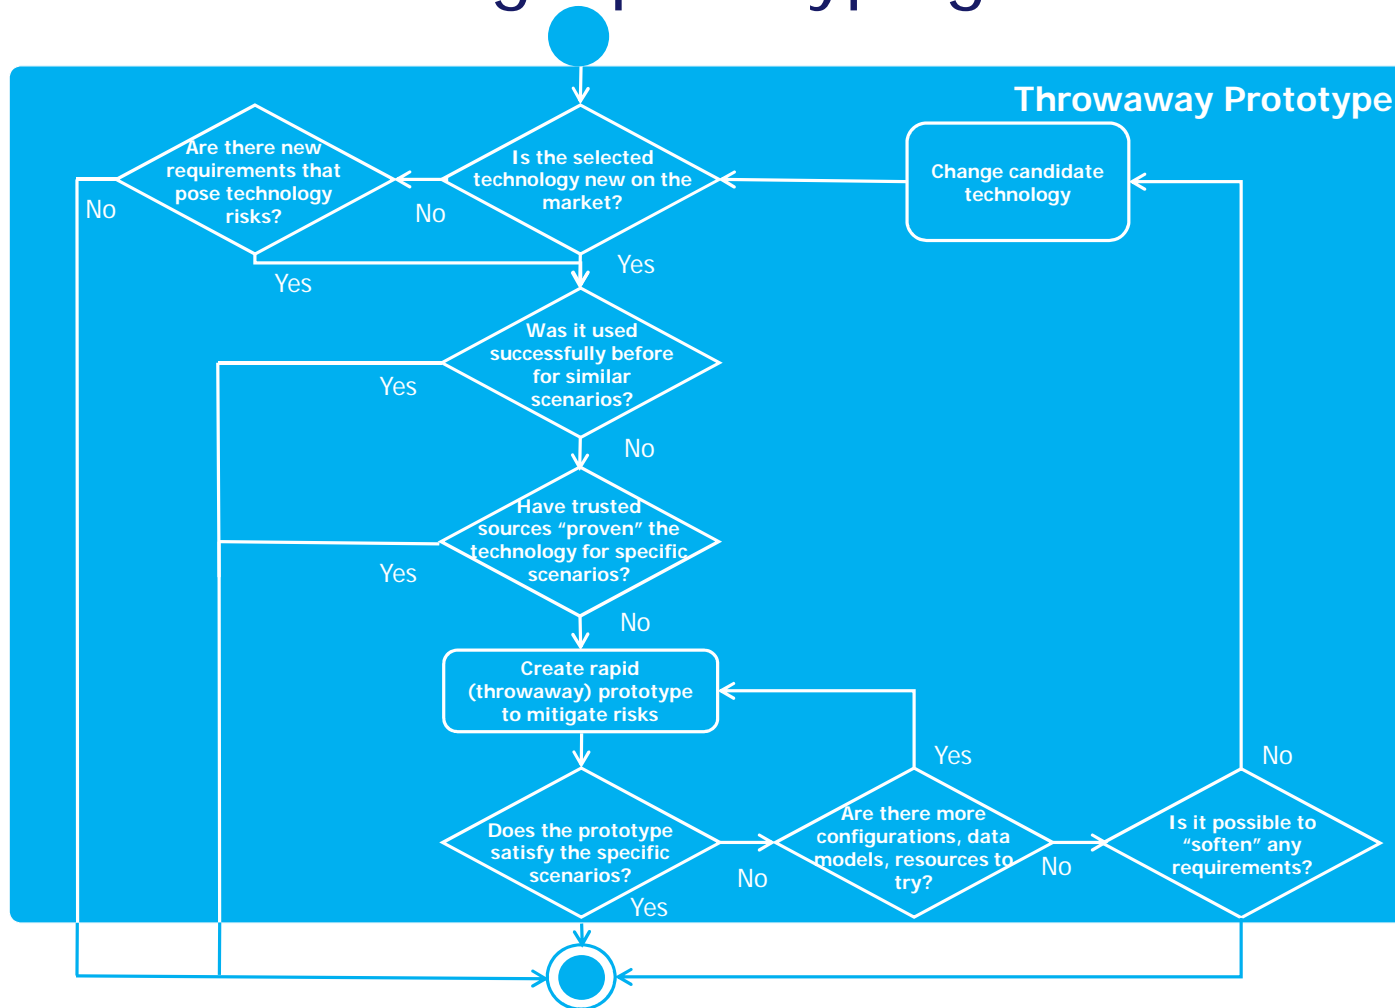 Throwaway Prototype
Are there new
requirements that
pose technology
risks?
Is the selected
technology new on the
market?
Change candidate
technology
No
No
Yes
Yes
Was it used
successfully before
for similar
scenarios?
Yes
No
Have trusted
sources “proven” the
technology for specific
scenarios?
Yes
No
Create rapid
(throwaway) prototype
to mitigate risks
Yes
No
Does the prototype
satisfy the specific
scenarios?
Are there more
configurations, data
models, resources to
try?
Is it possible to
“soften” any
requirements?
No
No
Yes